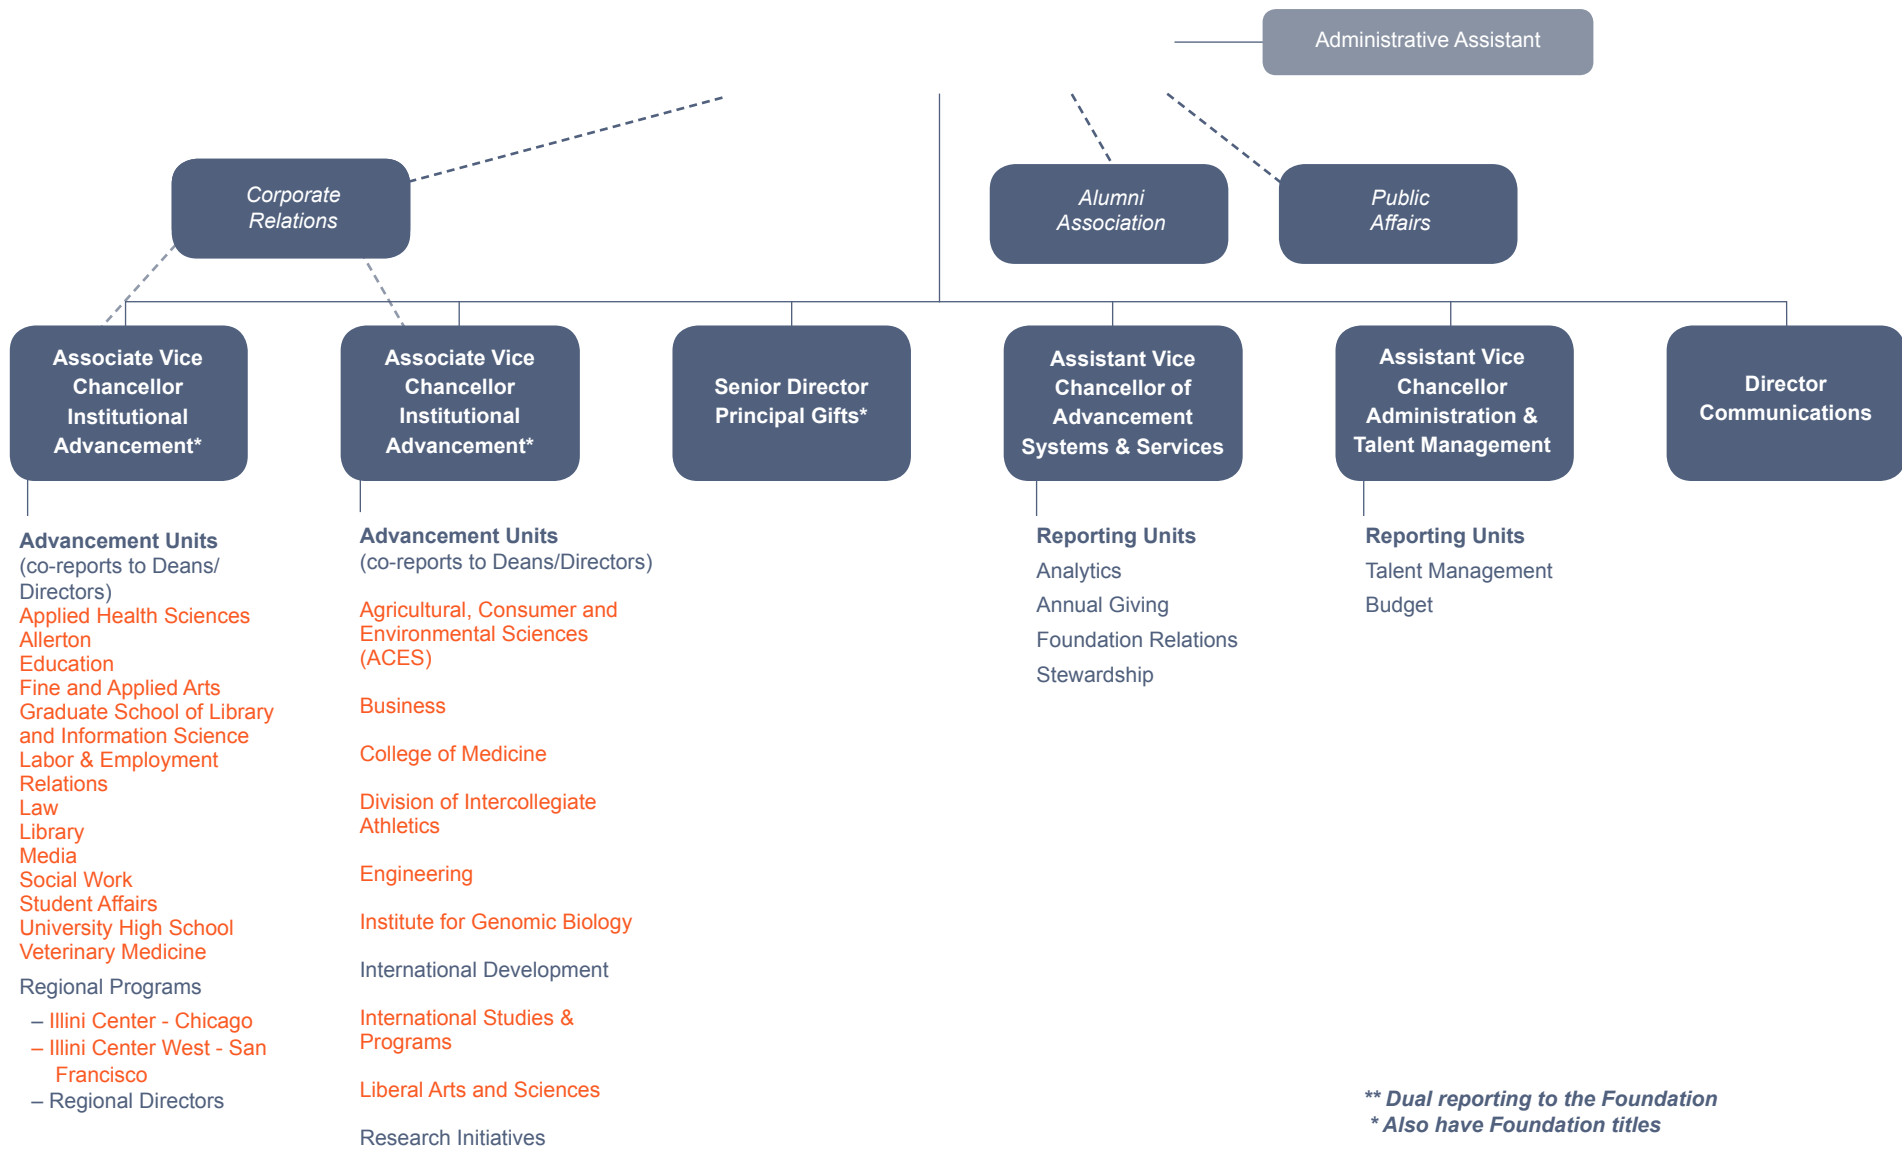 Administrative Assistant
Corporate
Relations
Alumni
Association
Public
Affairs
Associate Vice
Chancellor
Institutional
Advancement*
Associate Vice
Chancellor
Institutional
Advancement*
Senior Director
Principal Gifts*
Assistant Vice
Chancellor of
Advancement
Systems & Services
Assistant Vice
Chancellor
Administration &
Talent Management
Director
Communications
Advancement Units
(co-reports to Deans/
Directors)
Applied Health Sciences
Allerton
Education
Fine and Applied Arts
Graduate School of Library
and Information Science
Labor & Employment
Relations
Law
Library
Media
Social Work
Student Affairs
University High School
Veterinary Medicine
Regional Programs
– Illini Center - Chicago
– Illini Center West - San
Francisco
– Regional Directors
Advancement Units
(co-reports to Deans/Directors)
Agricultural, Consumer and
Environmental Sciences
(ACES)
Business
College of Medicine
Division of Intercollegiate
Athletics
Engineering
Institute for Genomic Biology
International Development
International Studies &
Programs
Liberal Arts and Sciences
Research Initiatives
Reporting Units
Analytics
Annual Giving
Foundation Relations
Stewardship
Reporting Units
Talent Management
Budget
** Dual reporting to the Foundation
* Also have Foundation titles